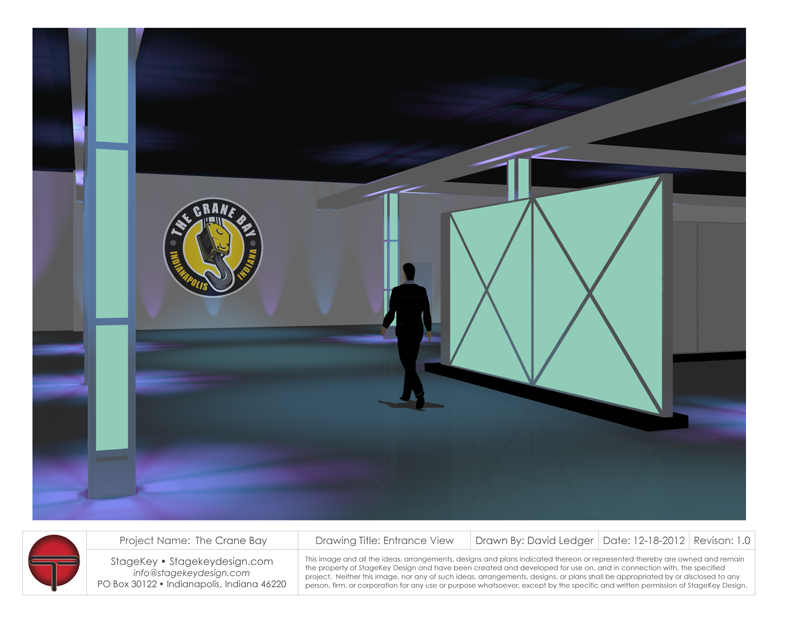 THE CRANE BAY
INDIANAPOLIS INDIANA
Project Name: The Crane Bay
Drawing Title: Entrance View
Drawn By: David Ledger
Date: 12-18-2012
Revison: 1.0
StageKey • Stagekeydesign.com
info@stagekeydesign.com
PO Box 30122 • Indianapolis, Indiana 46220
This image and all the ideas, arrangements, designs and plans indicated thereon or represented thereby are owned and remain
the property of StageKey Design and have been created and developed for use on, and in connection with, the specified
project. Neither this image, nor any of such ideas, arrangements, designs, or plans shall be appropriated by or disclosed to any
person, firm, or corporation for any use or purpose whatsoever, except by the specific and written permission of StageKey Design.